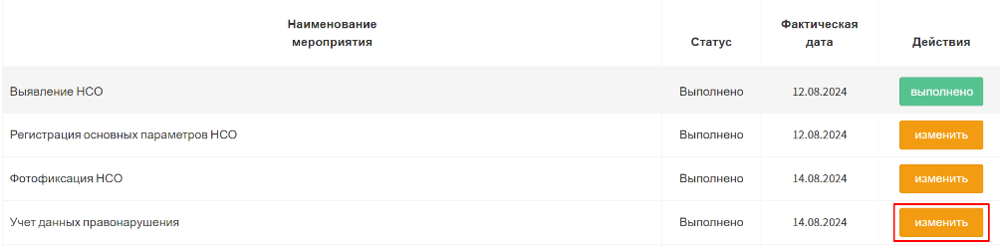 Наименование мероприятия Статус Фактическая дата Действия
Выявление НСО Выполнено 12.08.2024 выполнено
Регистрация основных параметров НСО Выполнено 12.08.2024 изменить
Фотофиксация НСО Выполнено 14.08.2024 изменить
Учет данных правонарушения Выполнено 14.08.2024 изменить